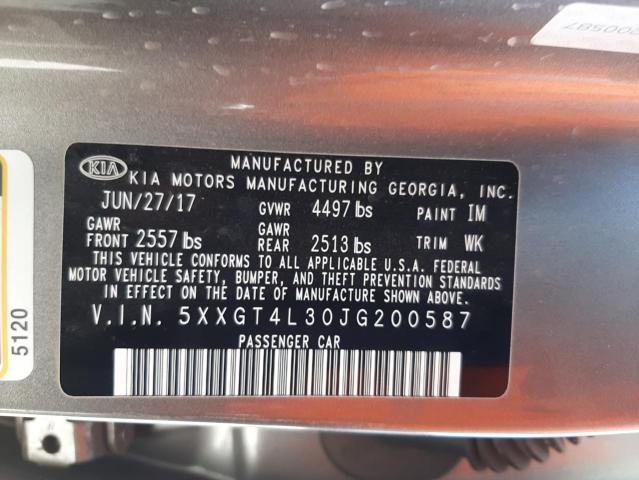 200587
KIA
MANUFACTURED BY
KIA MOTORS MANUFACTURING GEORGIA, INC.
JUN/27/17 GVWR 4497 lbs PAINT IM
GAWR FRONT 2557 lbs GAWR REAR 2513 lbs TRIM WK
THIS VEHICLE CONFORMS TO ALL APPLICABLE U.S.A. FEDERAL
MOTOR VEHICLE SAFETY, BUMPER, AND THEFT PREVENTION STANDARDS
IN EFFECT ON THE DATE OF MANUFACTURE SHOWN ABOVE.
V.I.N. 5XXGT4L30JG200587
PASSENGER CAR
5120